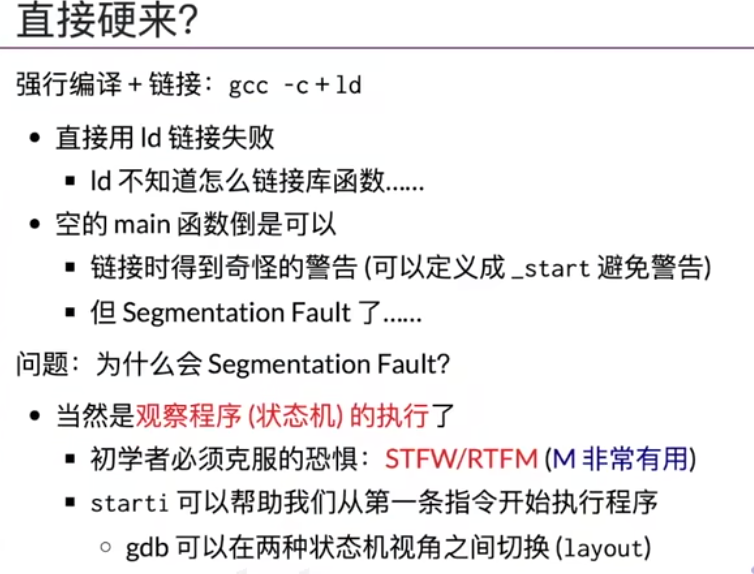 直接硬来?
强行编译 + 链接：gcc -c + ld
• 直接用 ld 链接失败
▪ ld 不知道怎么链接库函数……
• 空的 main 函数倒是可以
▪ 链接时得到奇怪的警告 (可以定义成 _start 避免警告)
▪ 但 Segmentation Fault 了……
问题：为什么会 Segmentation Fault?
• 当然是观察程序 (状态机) 的执行了
▪ 初学者必须克服的恐惧：STFW/RTFM (M 非常有用)
▪ starti 可以帮助我们从第一条指令开始执行程序
○ gdb 可以在两种状态机视角之间切换 (layout)